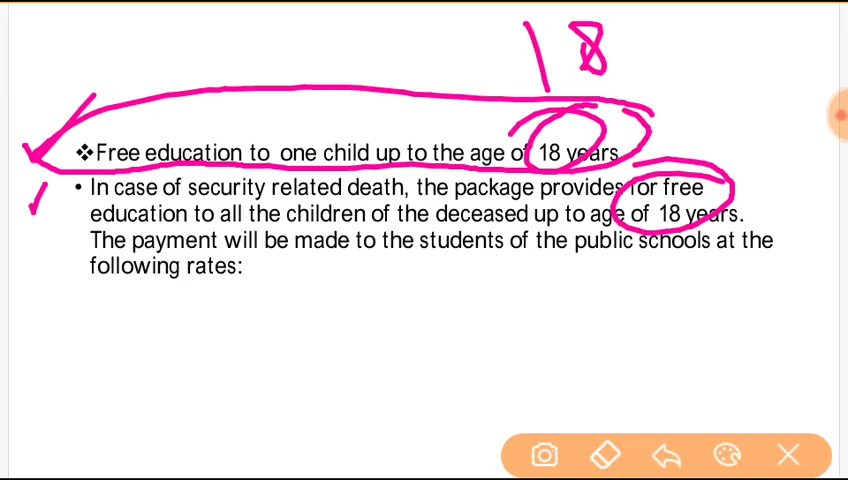 18
❖Free education to one child up to the age of 18 years
• In case of security related death, the package provides for free
education to all the children of the deceased up to age of 18 years.
The payment will be made to the students of the public schools at the
following rates: